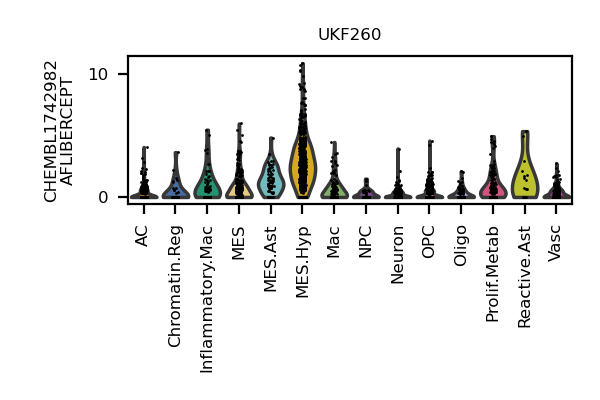 UKF260
CHEMBL1742982
AFLIBERCEPT
10
0
AC
Chromatin.Reg
Inflammatory.Mac
MES
MES.Ast
MES.Hyp
Mac
NPC
Neuron
OPC
Oligo
Prolif.Metab
Reactive.Ast
Vasc